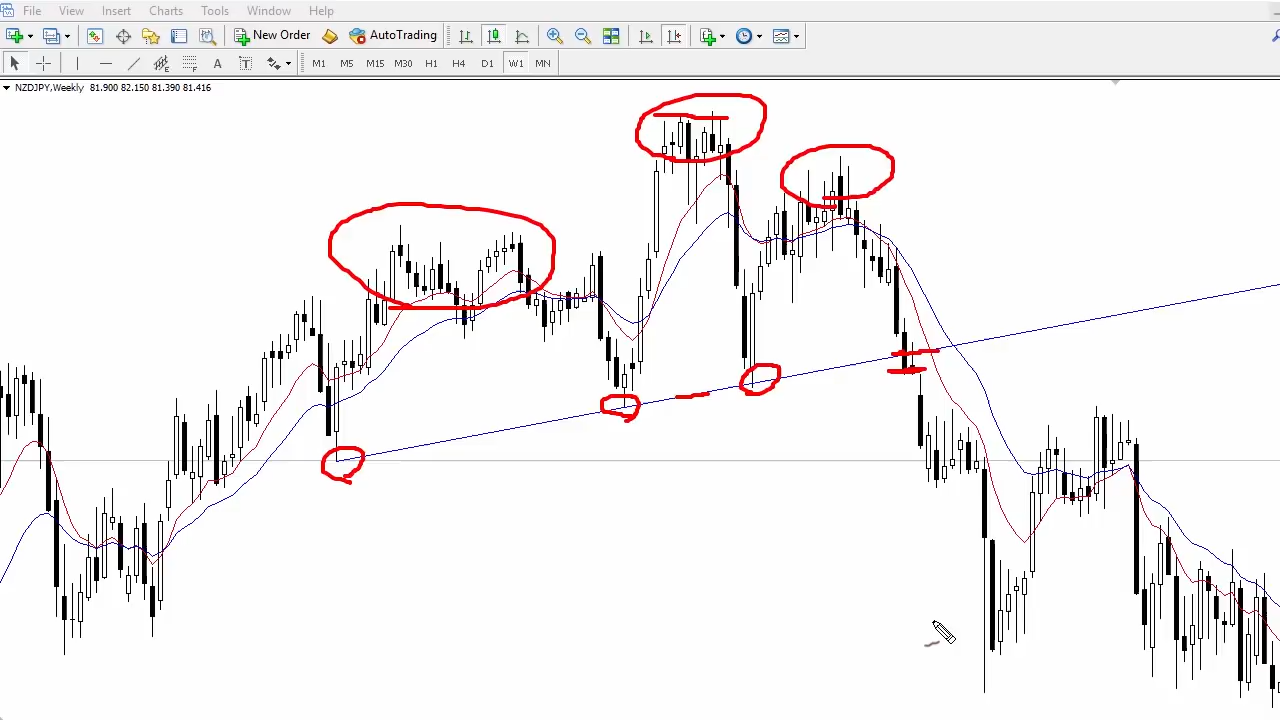 File View Insert Charts Tools Window Help
New Order AutoTrading
A T M1 M5 M15 M30 H1 H4 D1 W1 MN
NZDJPY,Weekly 81.900 82.150 81.390 81.416